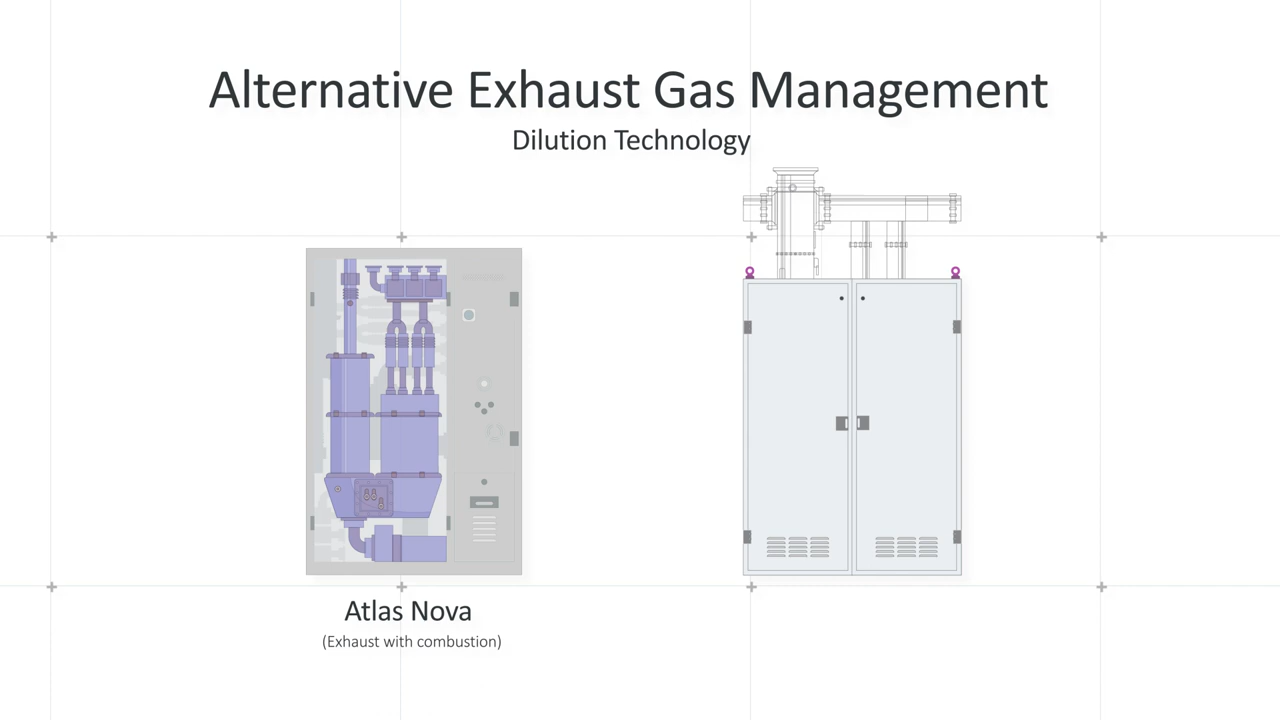 Alternative Exhaust Gas Management
Dilution Technology
Atlas Nova
(Exhaust with combustion)